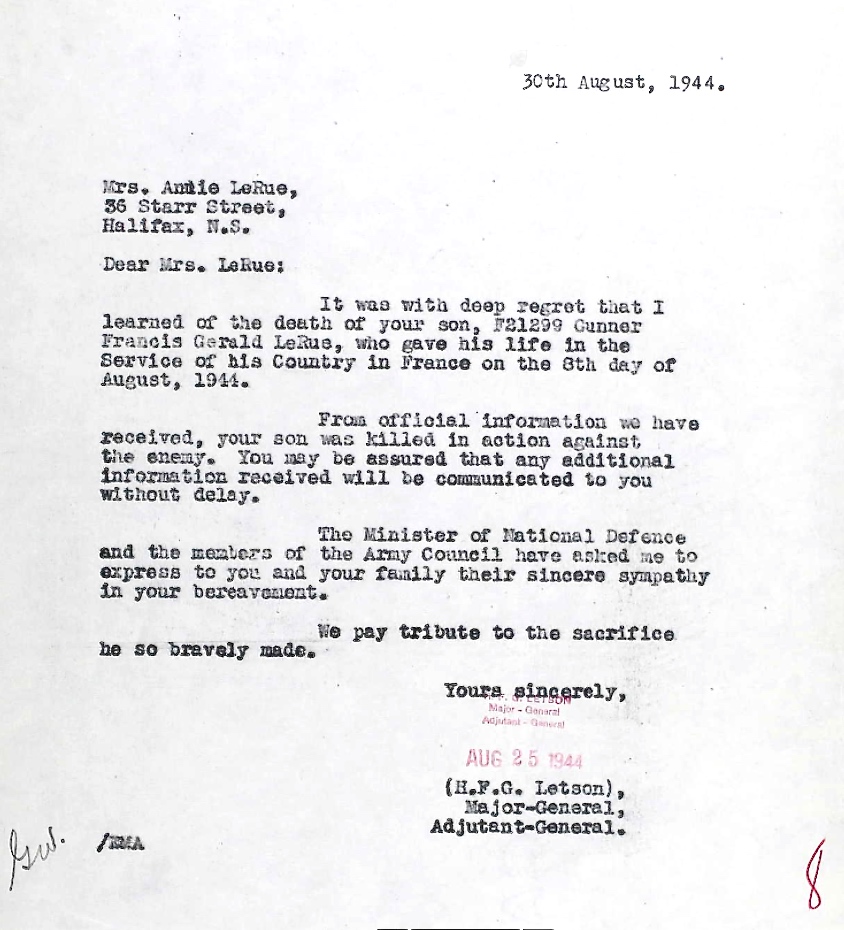 30th August, 1944.
Mrs. Annie LeRue,
36 Starr Street,
Halifax, N.S.
Dear Mrs. LeRue:
It was with deep regret that I
learned of the death of your son, F21299 Gunner
Francis Gerald LeRue, who gave his life in the
Service of his Country in France on the 8th day of
August, 1944.
From official information we have
received, your son was killed in action against
the enemy. You may be assured that any additional
information received will be communicated to you
without delay.
The Minister of National Defence
and the members of the Army Council have asked me to
express to you and your family their sincere sympathy
in your bereavement.
We pay tribute to the sacrifice
he so bravely made.
Yours sincerely,
H. F. G. LETSON
Major - General
Adjutant - General
AUG 25 1944
(H.F.G. Letson),
Major-General,
Adjutant-General.
8